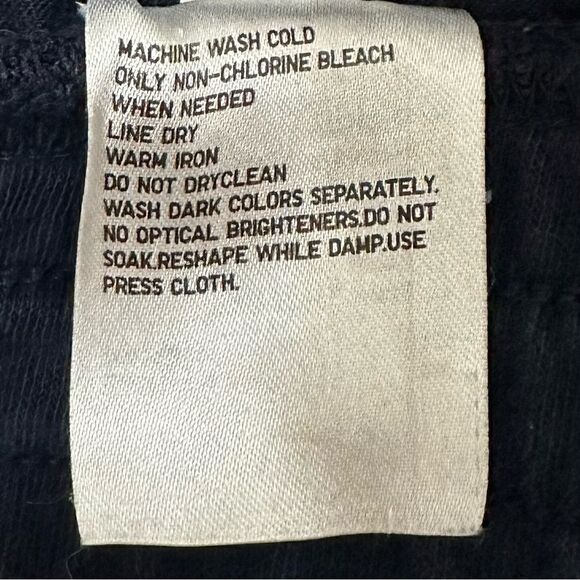 MACHINE WASH COLD
ONLY NON-CHLORINE BLEACH
WHEN NEEDED
LINE DRY
WARM IRON
DO NOT DRYCLEAN
WASH DARK COLORS SEPARATELY.
NO OPTICAL BRIGHTENERS.DO NOT
SOAK.RESHAPE WHILE DAMP.USE
PRESS CLOTH.